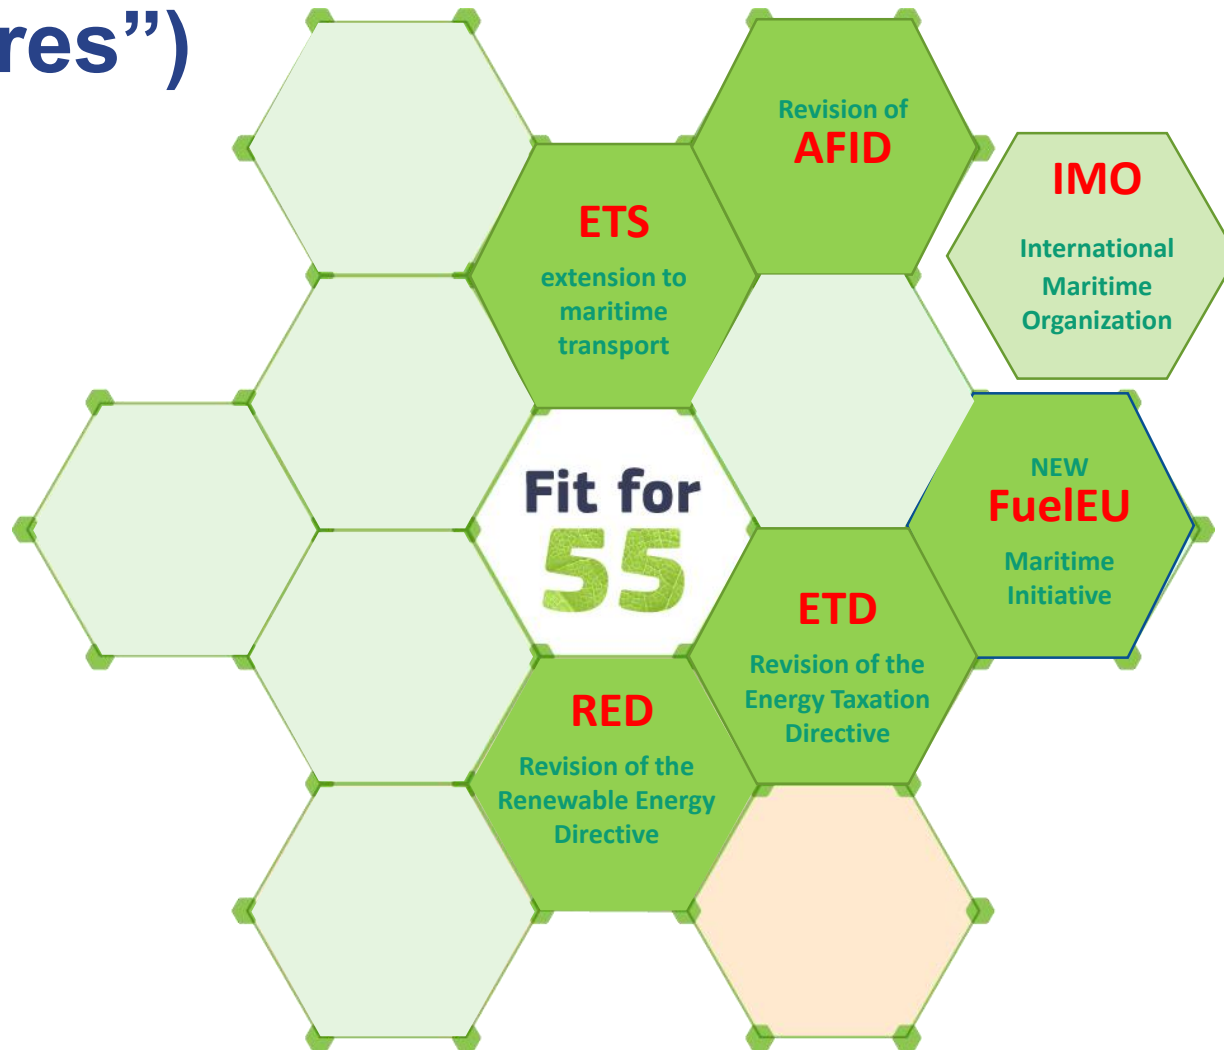 res”)
Revision of
AFID
IMO
International
Maritime
Organization
ETS
extension to
maritime
transport
Fit for
55
NEW
FuelEU
Maritime
Initiative
ETD
Revision of the
Energy Taxation
Directive
RED
Revision of the
Renewable Energy
Directive